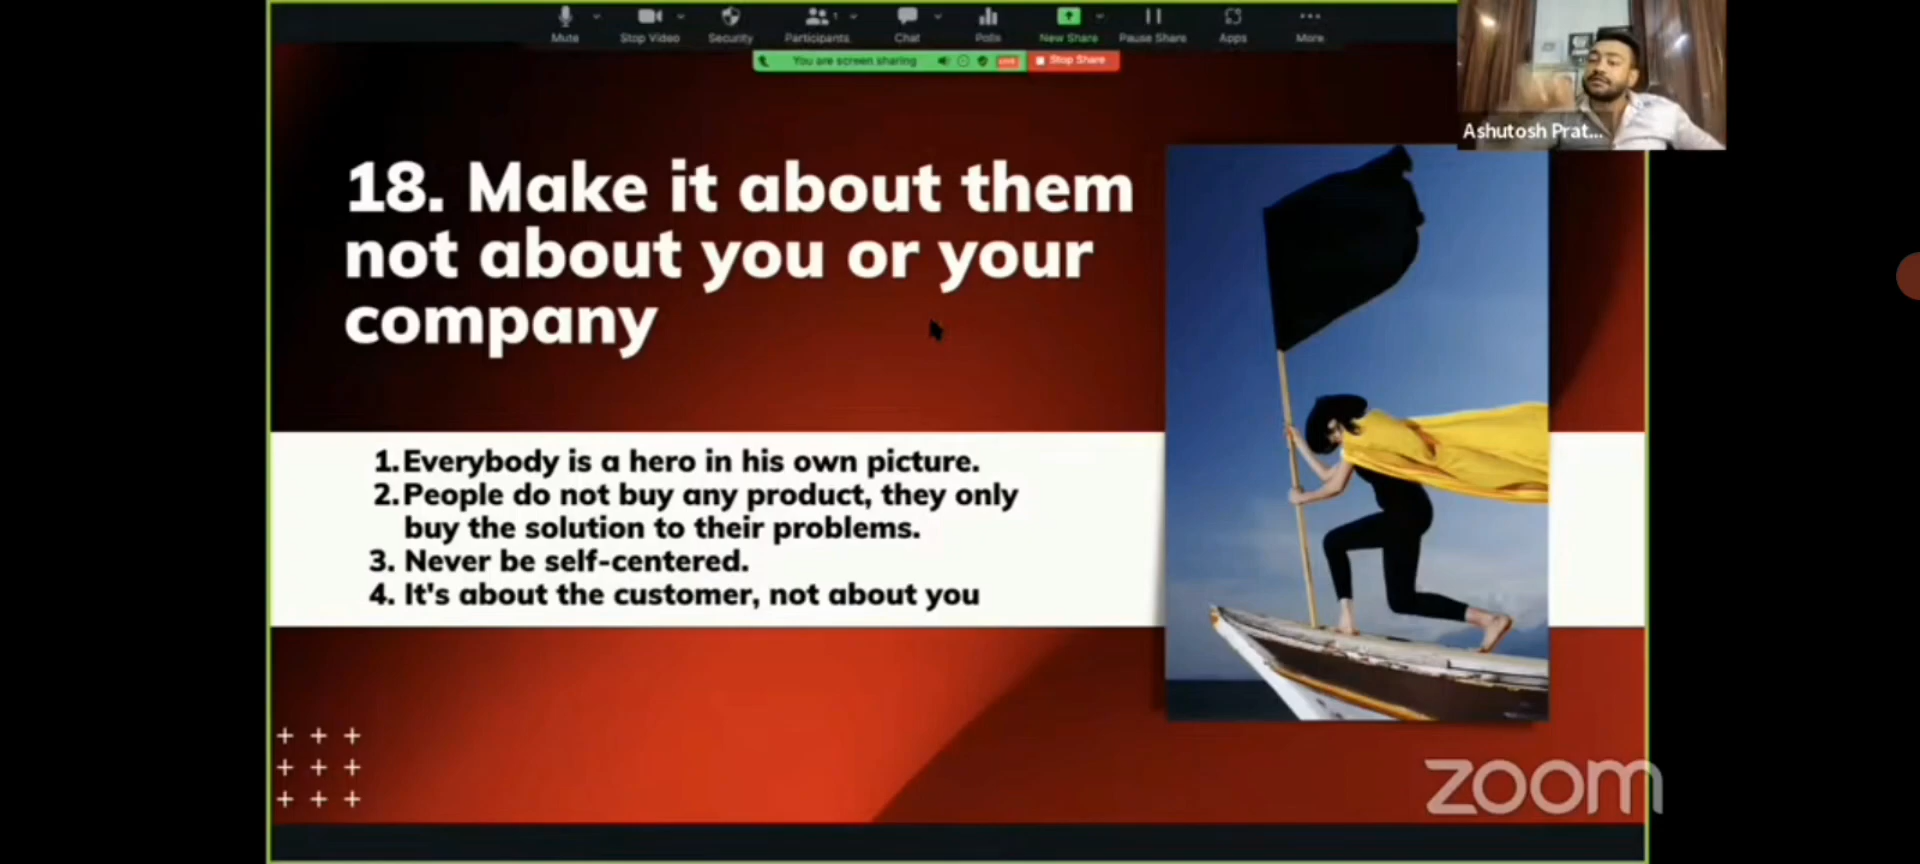 Mute
Stop Video
Security
Participants
1
Chat
Polls
New Share
Pause Share
Apps
More
You are screen sharing
LIVE
Stop Share
Ashutosh Prat...
18. Make it about them
not about you or your
company
1. Everybody is a hero in his own picture.
2. People do not buy any product, they only
buy the solution to their problems.
3. Never be self-centered.
4. It's about the customer, not about you
zoom